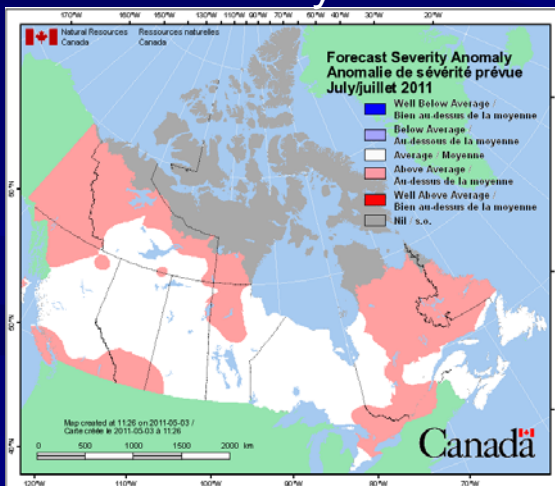 170°W 160°W 150°W 140°W 130°W 120°W 110°W 100°W 90°W 80°W 70°W 60°W 50°W 40°W 30°W 20°W
Natural Resources Ressources naturelles
Canada Canada
Forecast Severity Anomaly
Anomalie de sévérité prévue
July/juillet 2011
Well Below Average /
Bien au-dessus de la moyenne
Below Average /
Au-dessous de la moyenne
Average / Moyenne
Above Average /
Au-dessus de la moyenne
Well Above Average /
Bien au-dessus de la moyenne
Nil / s.o.
60°N
50°N
40°N
Map created at 11:26 on 2011-05-03 /
Carte créée le 2011-05-03 à 11:26
0 500 1000 1500 2000 km
Canada
120°W 110°W 100°W 90°W 80°W 70°W